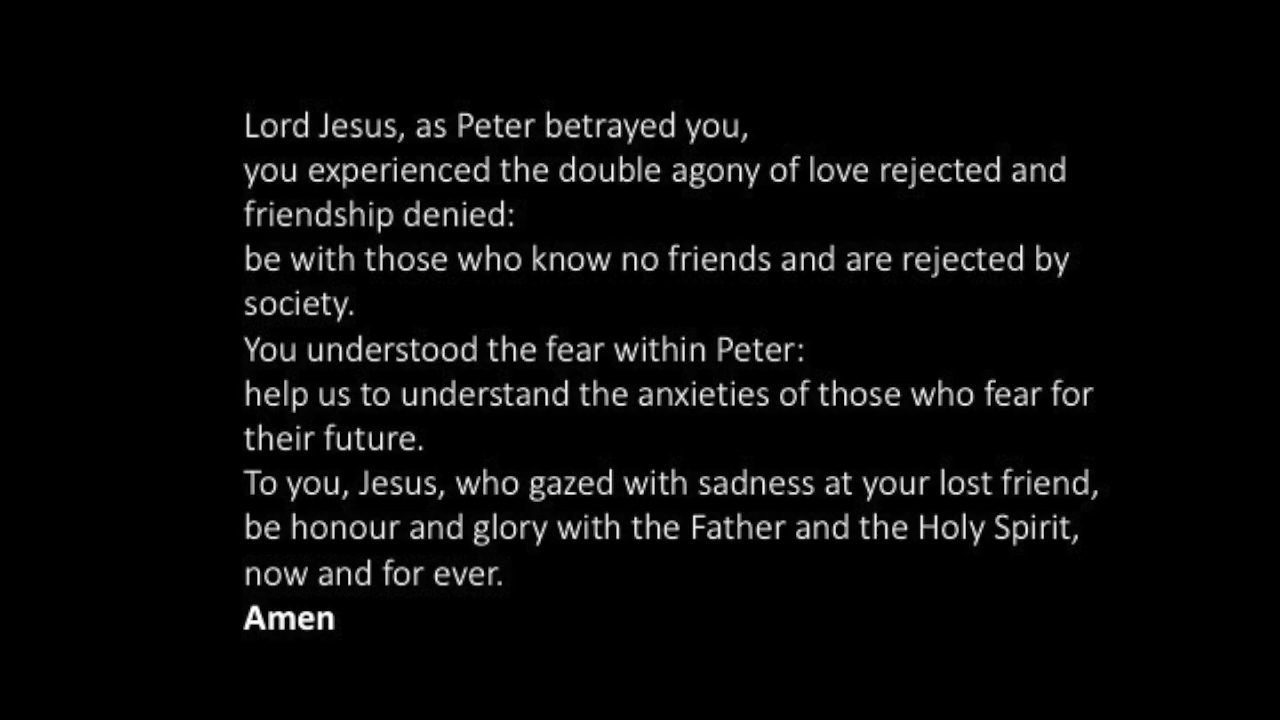 Lord Jesus, as Peter betrayed you,
you experienced the double agony of love rejected and
friendship denied:
be with those who know no friends and are rejected by
society.
You understood the fear within Peter:
help us to understand the anxieties of those who fear for
their future.
To you, Jesus, who gazed with sadness at your lost friend,
be honour and glory with the Father and the Holy Spirit,
now and for ever.
Amen